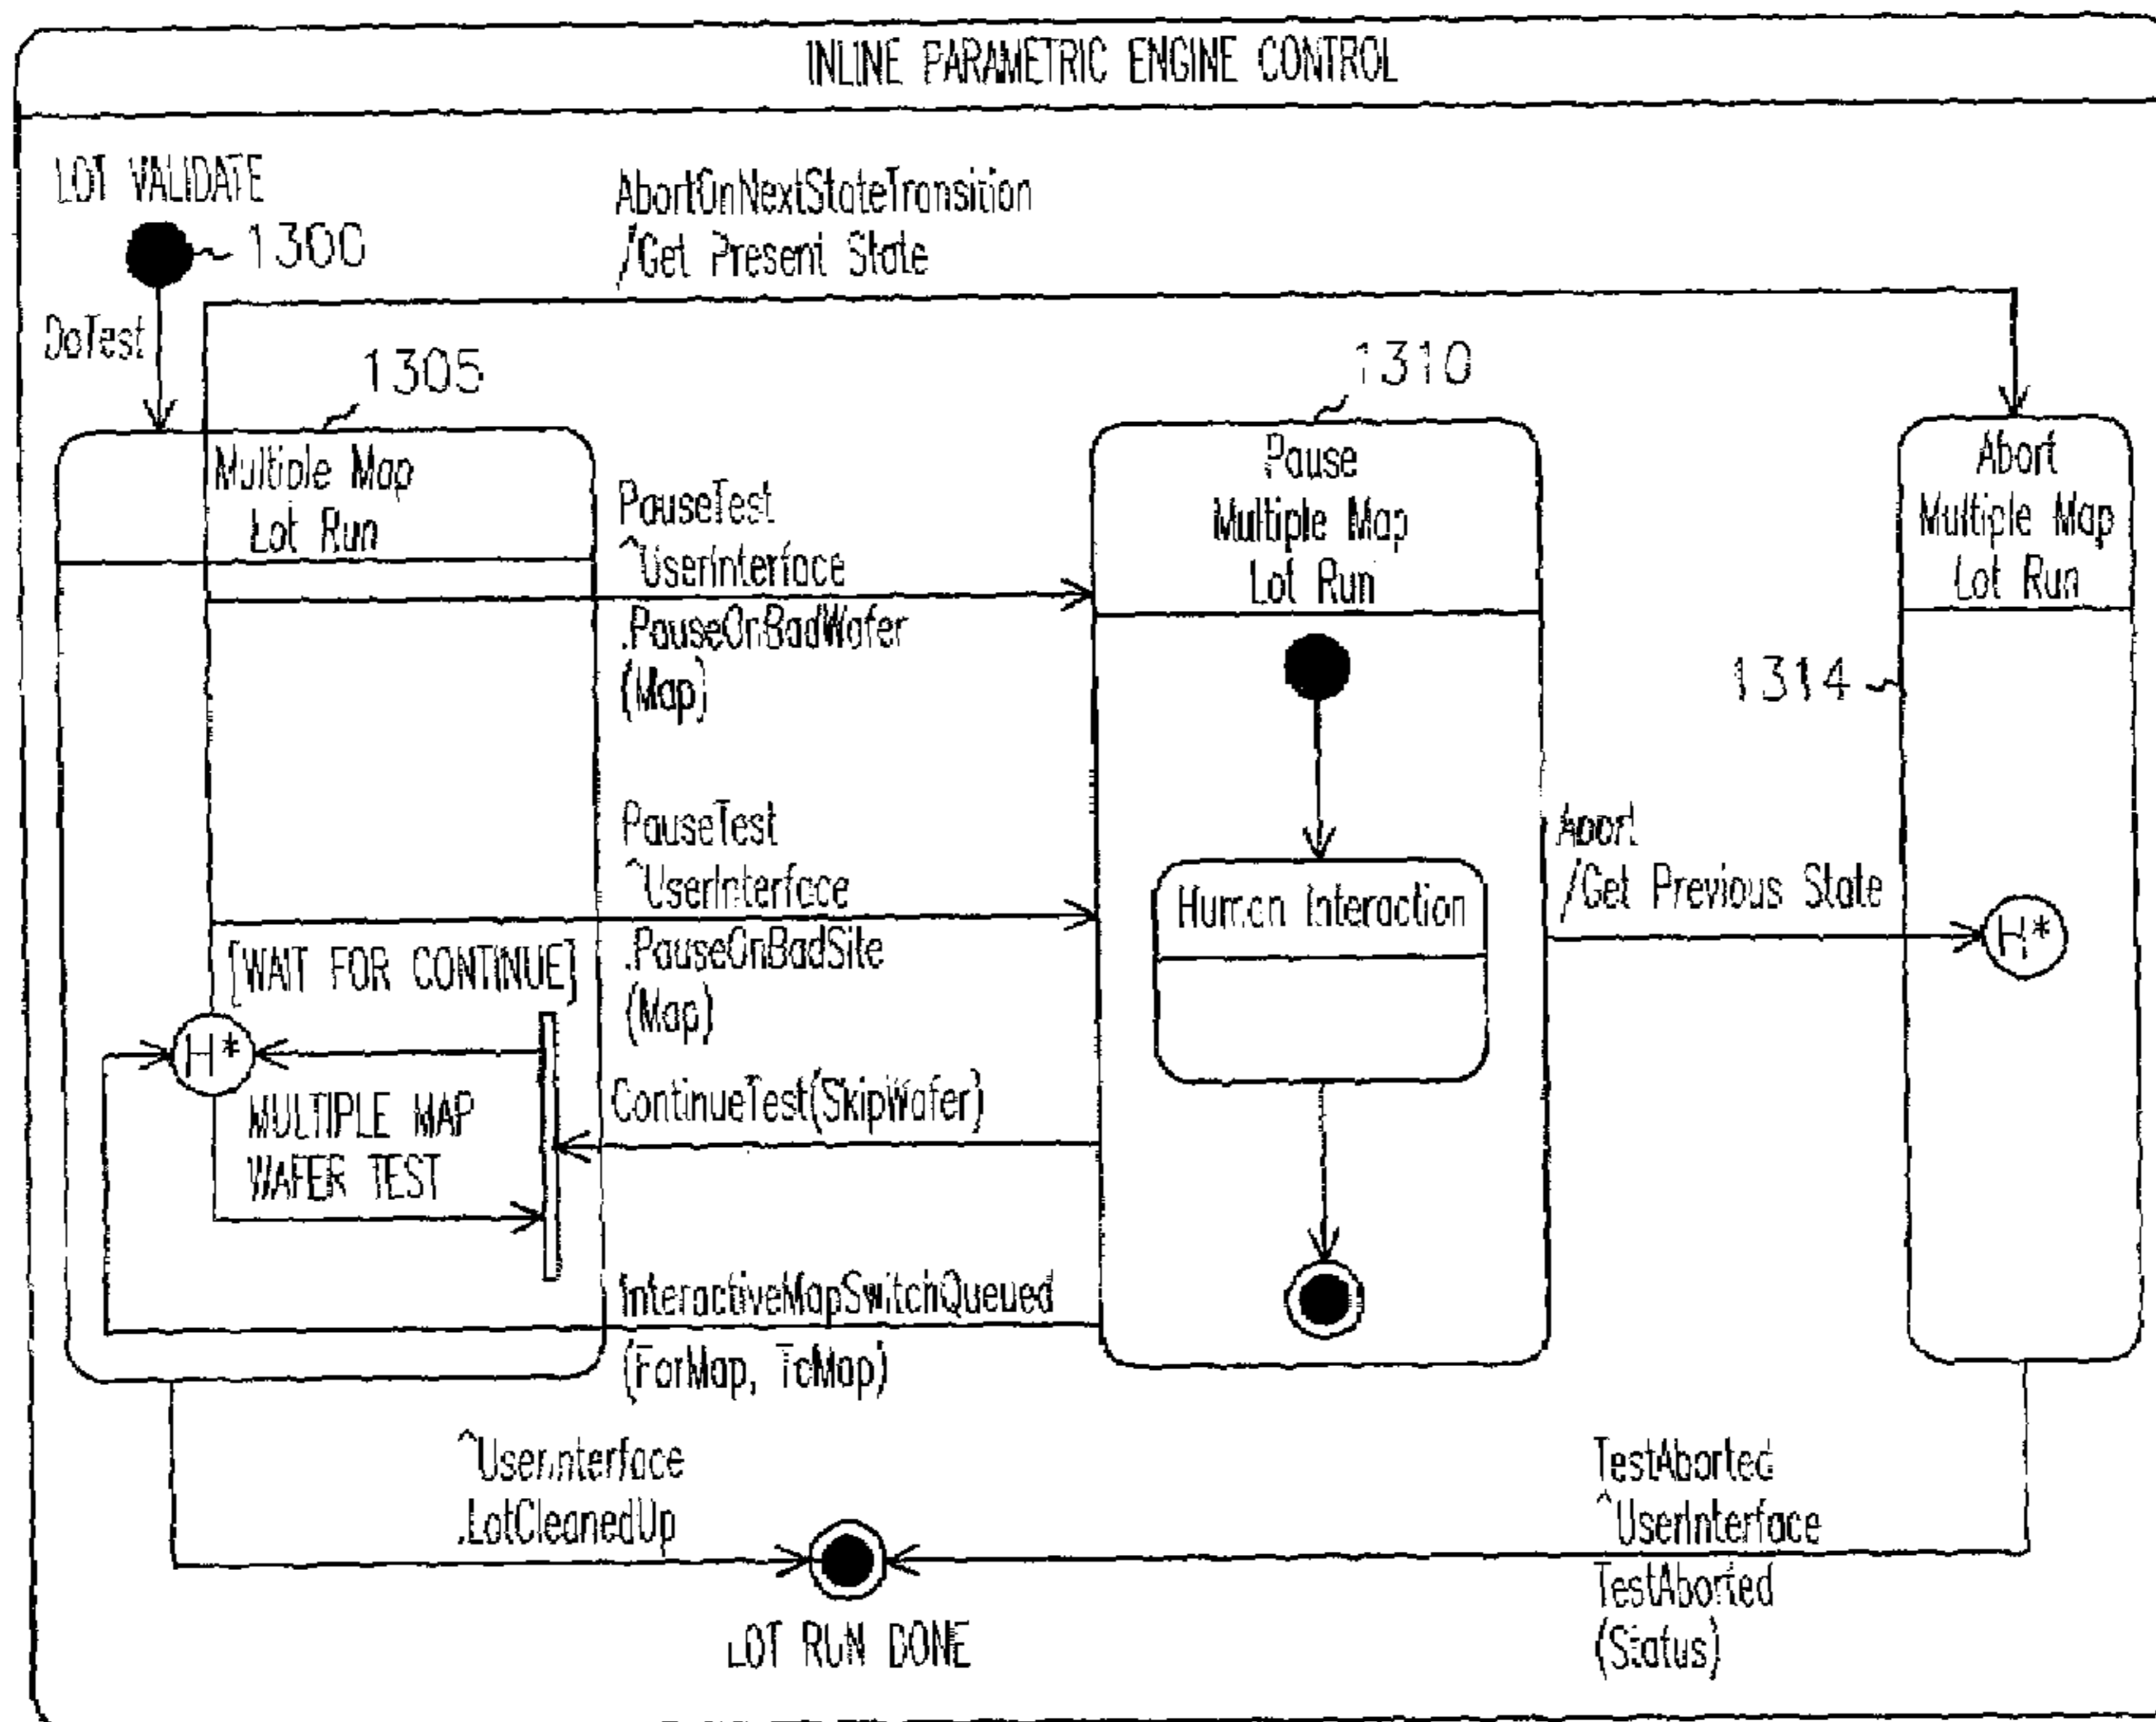 INLINE PARAMETRIC ENGINE CONTROL
LOT VALIDATE
1300
AbortOnNextStateTransition
/Get Present State
DoTest
1305
1310
Multiple Map
Lot Run
Pause
Multiple Map
Lot Run
Abort
Multiple Map
Lot Run
PauseTest
^UserInterface
.PauseOnBadWafer
(Map)
1314
PauseTest
^UserInterface
.PauseOnBadSite
(Map)
Human Interaction
Abort
/Get Previous State
H*
[WAIT FOR CONTINUE]
H*
MULTIPLE MAP
WAFER TEST
ContinueTest(SkipWafer)
InteractiveMapSwitchQueued
(ForMap, ToMap)
^UserInterface
.LotCleanedUp
TestAborted
^UserInterface
TestAborted
(Status)
LOT RUN DONE